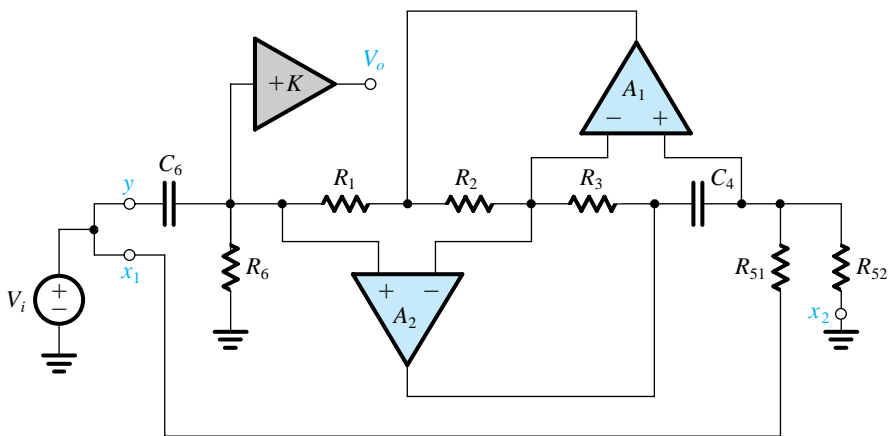 +K
V_o
A_1
− +
C_6
R_1
R_2
R_3
C_4
y
x_1
R_6
+ −
A_2
R_51
R_52
V_i
+
−
x_2